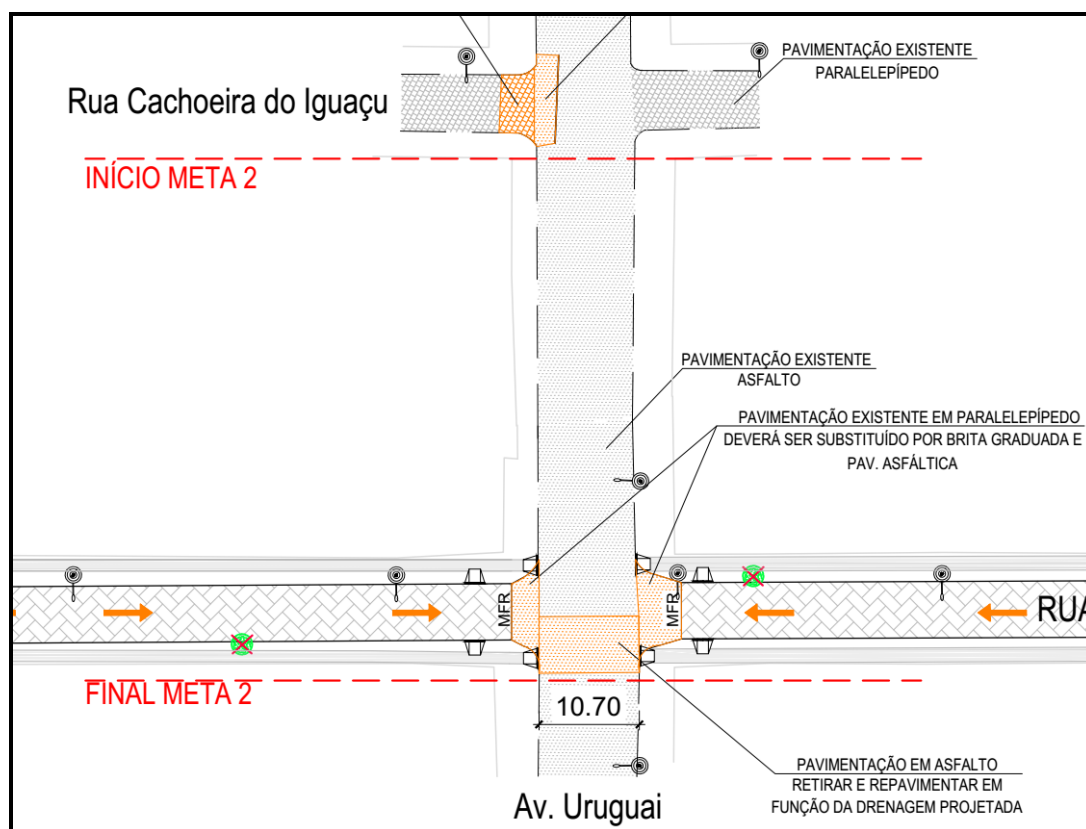 PAVIMENTAÇÃO EXISTENTE
PARALELEPÍPEDO
Rua Cachoeira do Iguaçu
INÍCIO META 2
PAVIMENTAÇÃO EXISTENTE
ASFALTO
PAVIMENTAÇÃO EXISTENTE EM PARALELEPÍPEDO
DEVERÁ SER SUBSTITUÍDO POR BRITA GRADUADA E
PAV. ASFÁLTICA
MFR
MFR
RUA
FINAL META 2
10.70
PAVIMENTAÇÃO EM ASFALTO
RETIRAR E REPAVIMENTAR EM
FUNÇÃO DA DRENAGEM PROJETADA
Av. Uruguai